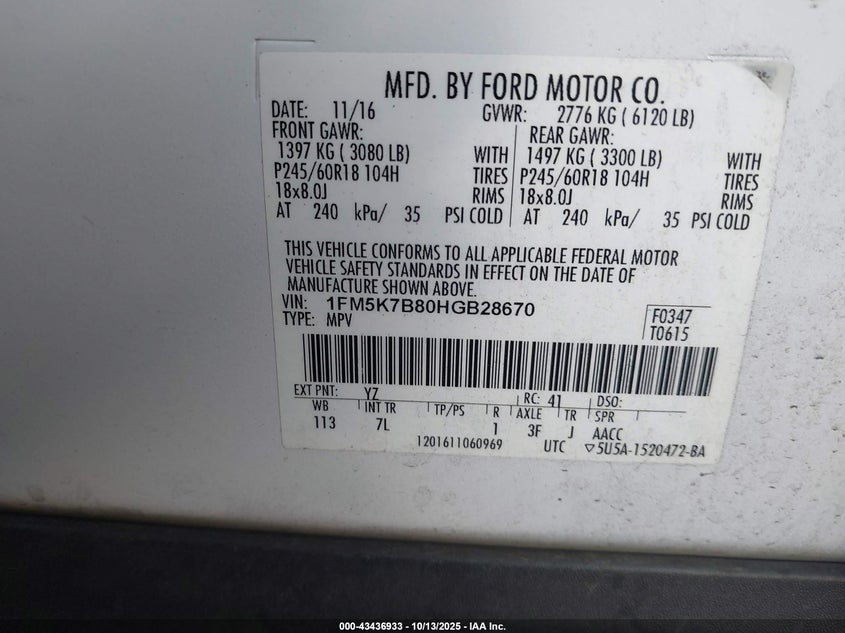 MFD. BY FORD MOTOR CO.
DATE: 11/16 GVWR: 2776 KG ( 6120 LB)
FRONT GAWR: REAR GAWR:
1397 KG ( 3080 LB) WITH 1497 KG ( 3300 LB) WITH
P245/60R18 104H TIRES P245/60R18 104H TIRES
18x8.0J RIMS 18x8.0J RIMS
AT 240 kPa/ 35 PSI COLD AT 240 kPa/ 35 PSI COLD
THIS VEHICLE CONFORMS TO ALL APPLICABLE FEDERAL MOTOR
VEHICLE SAFETY STANDARDS IN EFFECT ON THE DATE OF
MANUFACTURE SHOWN ABOVE.
VIN: 1FM5K7B80HGB28670 F0347
TYPE: MPV T0615
EXT PNT: YZ RC: 41 DSO:
WB INT TR TP/PS R AXLE TR SPR
113 7L 1 3F J AACC
1201611060969 UTC ▽5U5A-1520472-BA
000-43436933 - 10/13/2025 - IAA Inc.